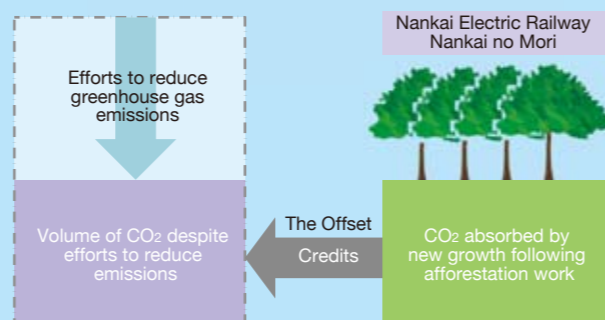 Nankai Electric Railway
Nankai no Mori
Efforts to reduce
greenhouse gas
emissions
The Offset
Credits
Volume of CO₂ despite
efforts to reduce
emissions
CO₂ absorbed by
new growth following
afforestation work